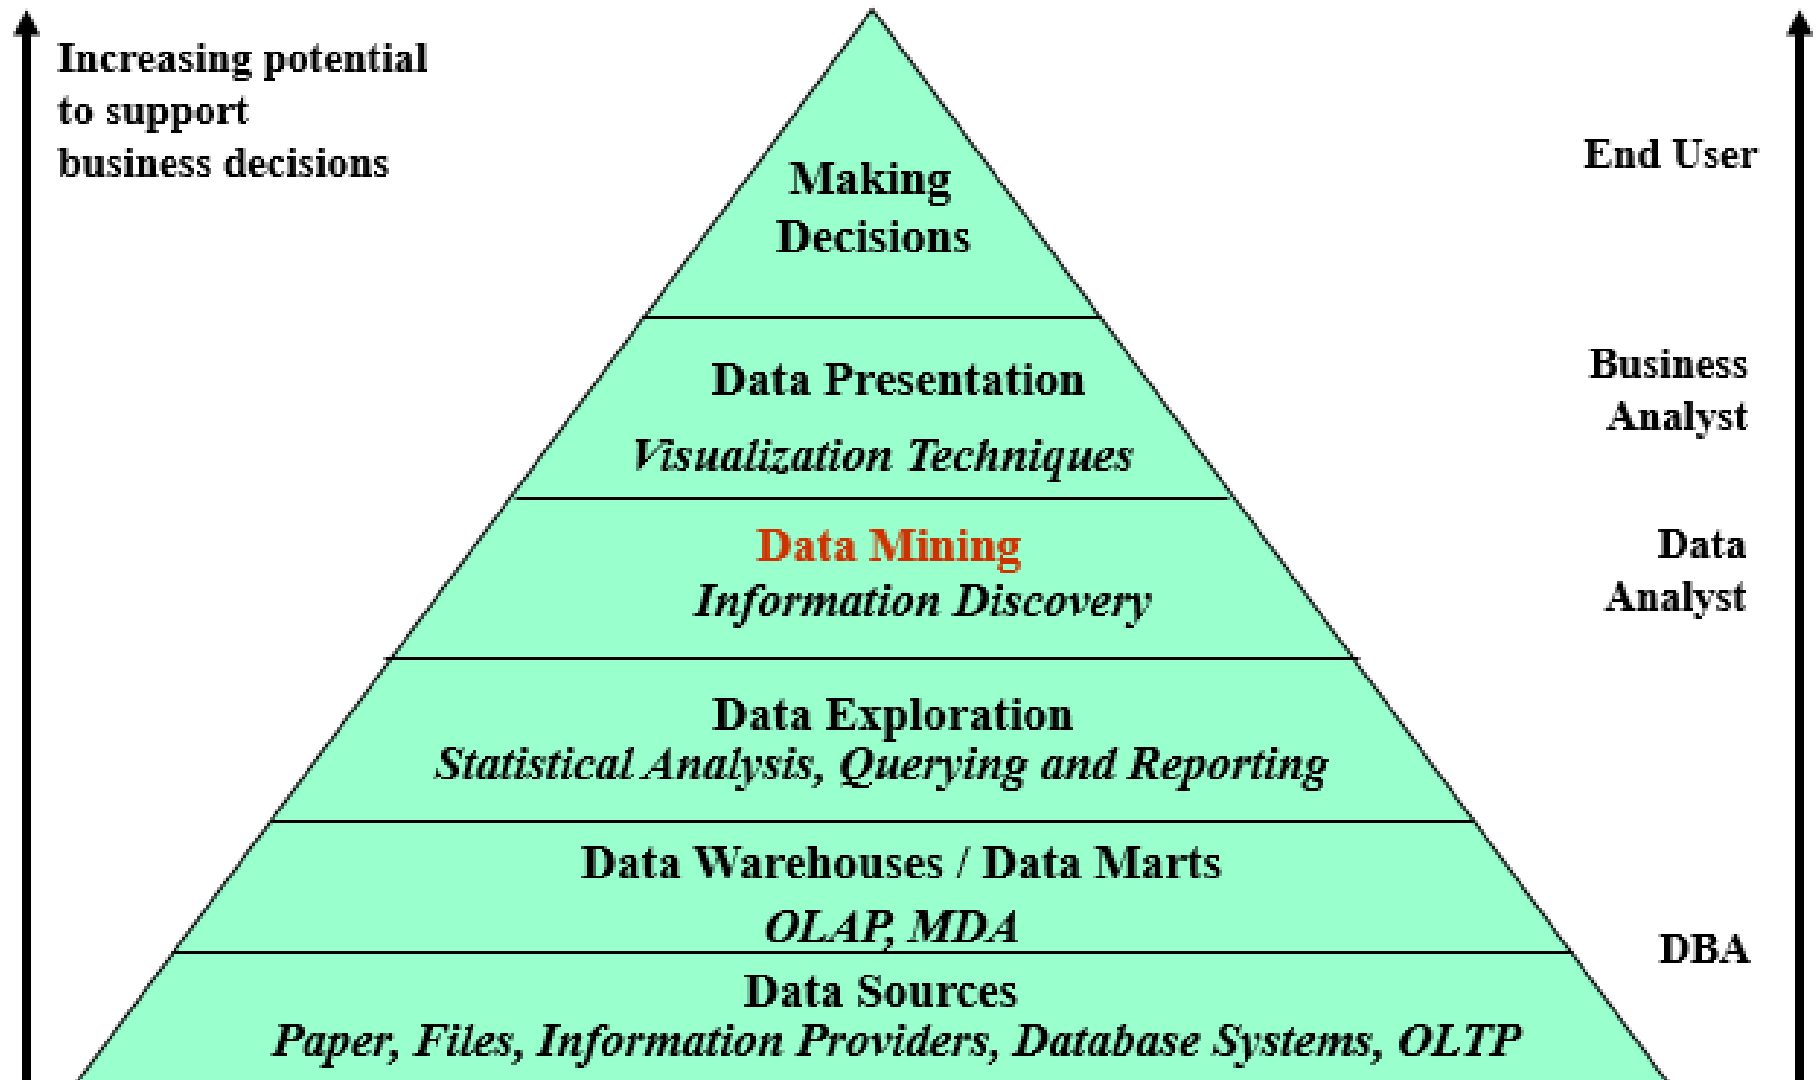 Increasing potential
to support
business decisions
End User
Making
Decisions
Business
Analyst
Data Presentation
Visualization Techniques
Data Mining
Information Discovery
Data
Analyst
Data Exploration
Statistical Analysis, Querying and Reporting
Data Warehouses / Data Marts
OLAP, MDA
DBA
Data Sources
Paper, Files, Information Providers, Database Systems, OLTP